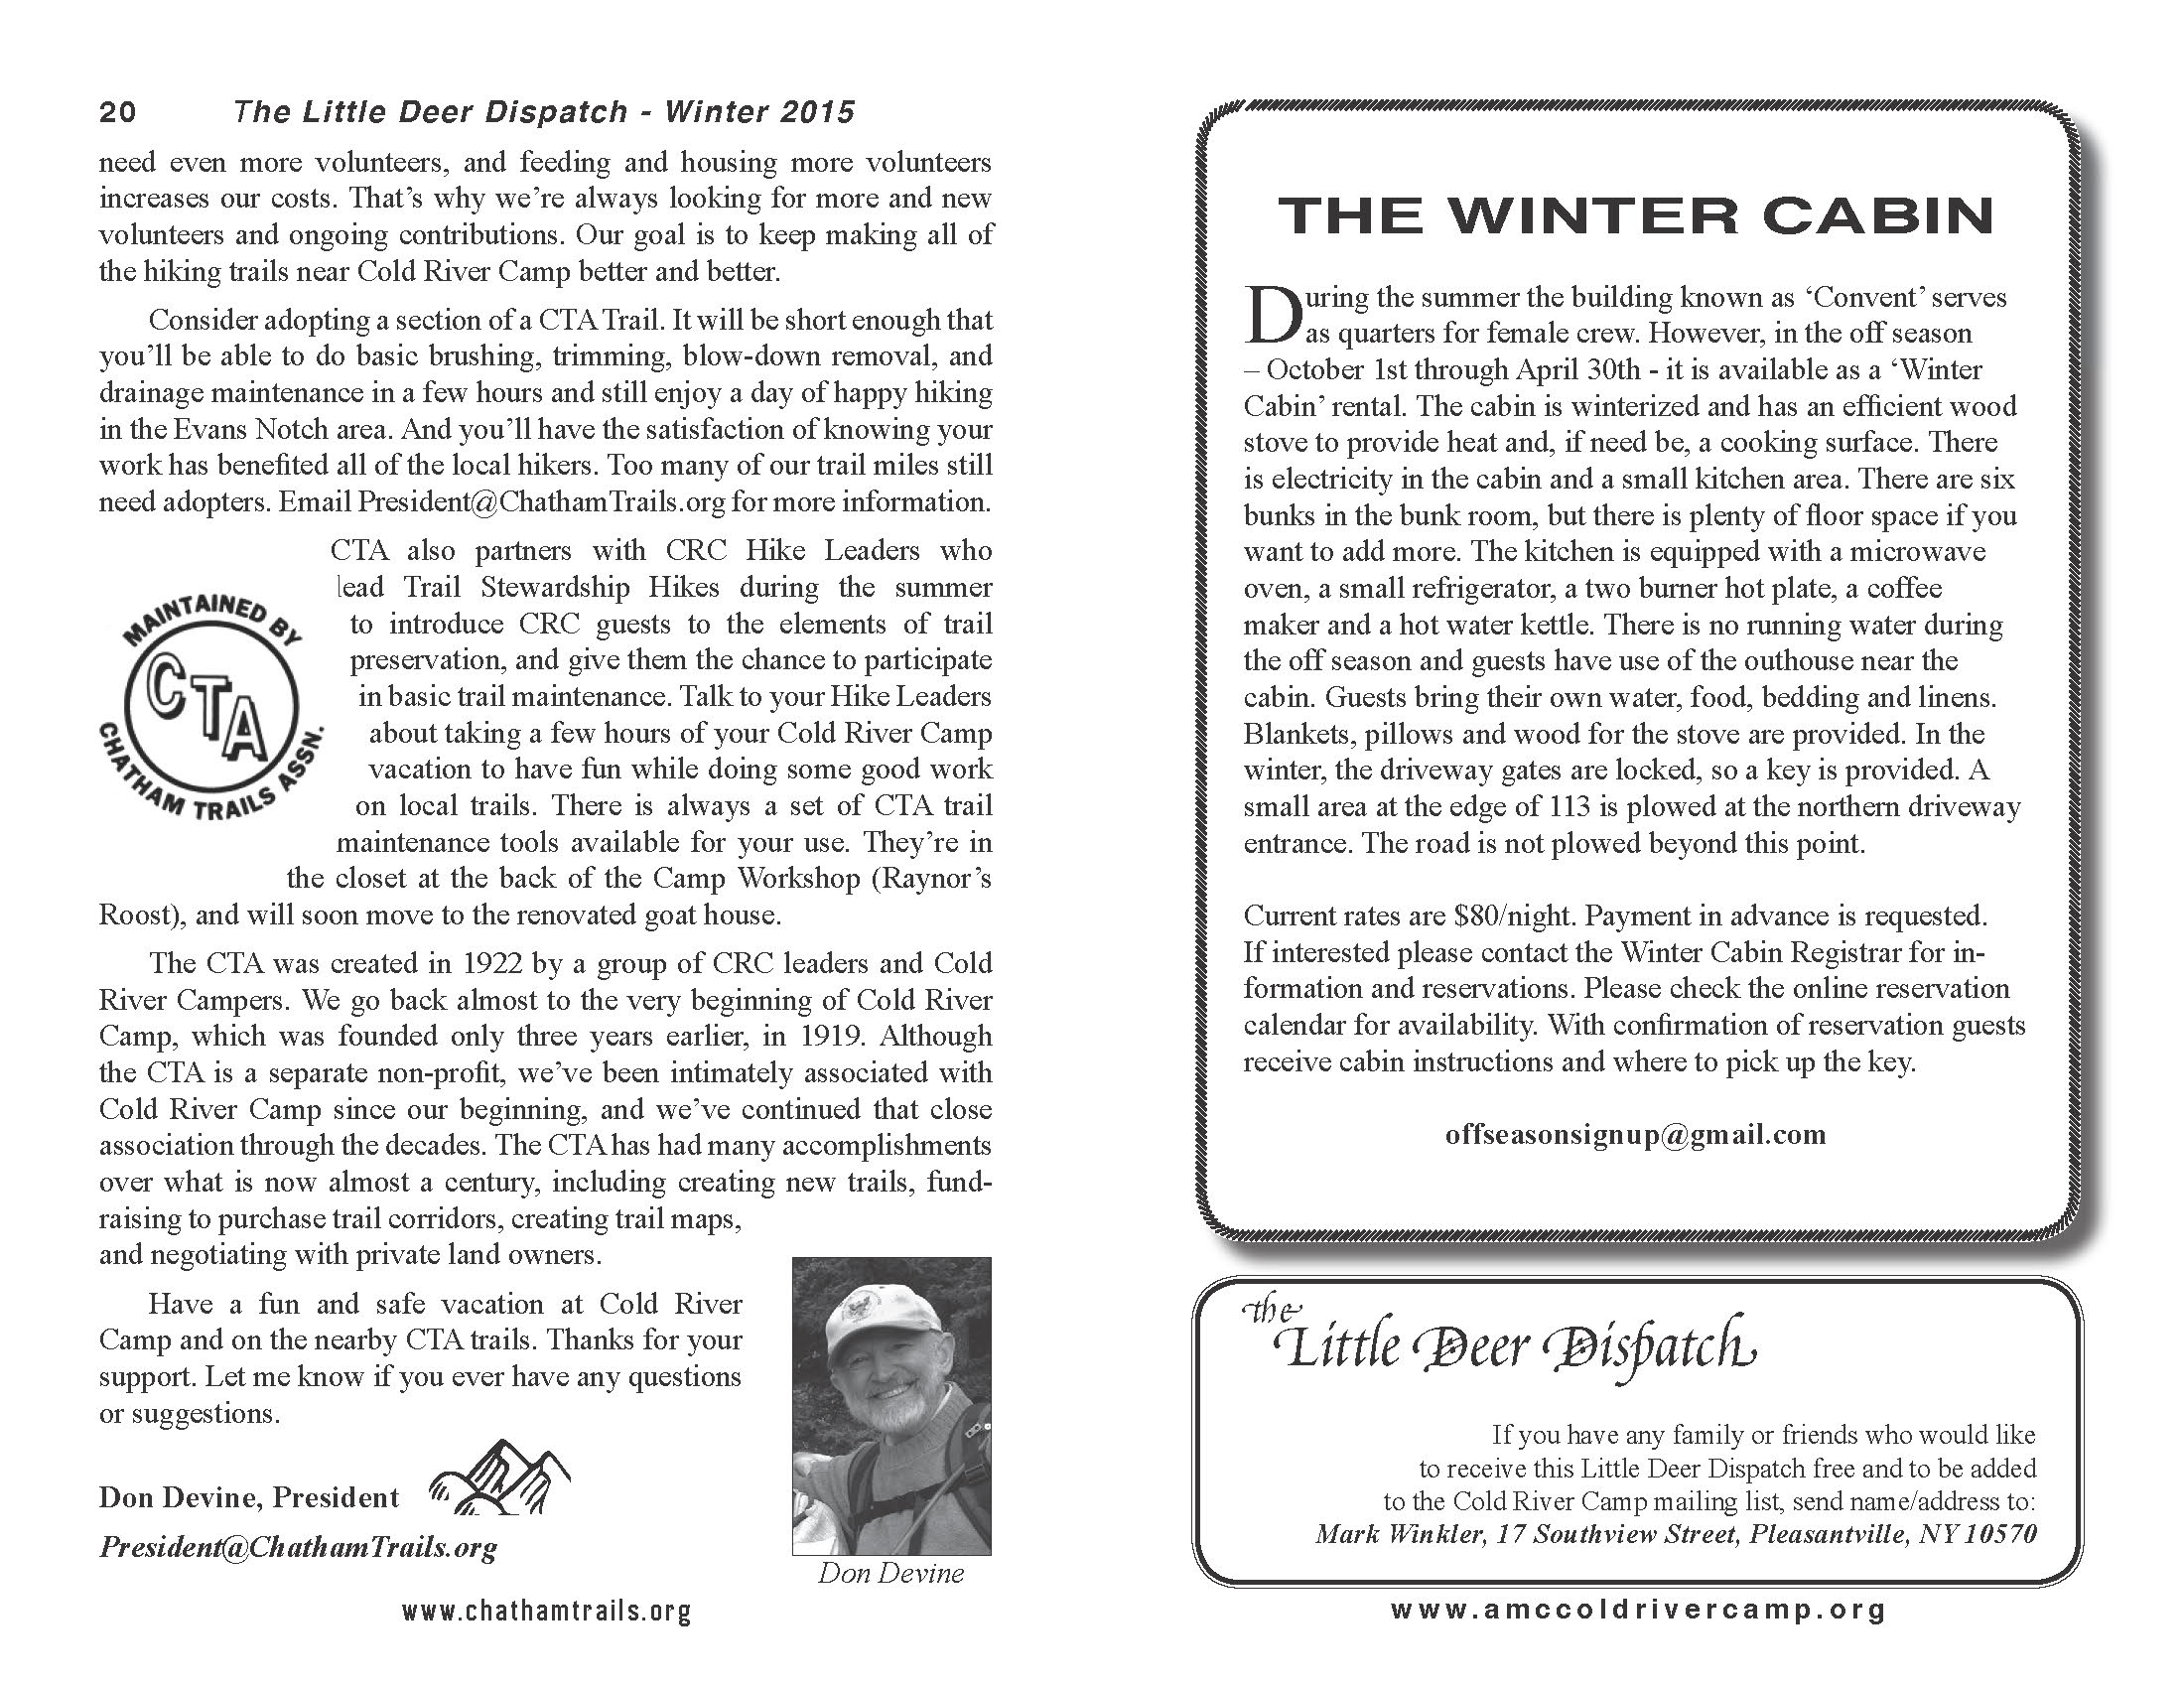 20 The Little Deer Dispatch - Winter 2015
need even more volunteers, and feeding and housing more volunteers
increases our costs. That's why we're always looking for more and new
volunteers and ongoing contributions. Our goal is to keep making all of
the hiking trails near Cold River Camp better and better.
Consider adopting a section of a CTA Trail. It will be short enough that
you'll be able to do basic brushing, trimming, blow-down removal, and
drainage maintenance in a few hours and still enjoy a day of happy hiking
in the Evans Notch area. And you'll have the satisfaction of knowing your
work has benefited all of the local hikers. Too many of our trail miles still
need adopters. Email President@ChathamTrails.org for more information.
CTA also partners with CRC Hike Leaders who
lead Trail Stewardship Hikes during the summer
to introduce CRC guests to the elements of trail
preservation, and give them the chance to participate
in basic trail maintenance. Talk to your Hike Leaders
about taking a few hours of your Cold River Camp
vacation to have fun while doing some good work
on local trails. There is always a set of CTA trail
maintenance tools available for your use. They're in
the closet at the back of the Camp Workshop (Raynor's
Roost), and will soon move to the renovated goat house.
MAINTAINED BY
CTA
CHATHAM TRAILS ASSN.
The CTA was created in 1922 by a group of CRC leaders and Cold
River Campers. We go back almost to the very beginning of Cold River
Camp, which was founded only three years earlier, in 1919. Although
the CTA is a separate non-profit, we've been intimately associated with
Cold River Camp since our beginning, and we've continued that close
association through the decades. The CTA has had many accomplishments
over what is now almost a century, including creating new trails, fund-
raising to purchase trail corridors, creating trail maps,
and negotiating with private land owners.
Have a fun and safe vacation at Cold River
Camp and on the nearby CTA trails. Thanks for your
support. Let me know if you ever have any questions
or suggestions.
Don Devine, President
President@ChathamTrails.org
Don Devine
www.chathamtrails.org
THE WINTER CABIN
During the summer the building known as ‘Convent’ serves
as quarters for female crew. However, in the off season
– October 1st through April 30th - it is available as a ‘Winter
Cabin’ rental. The cabin is winterized and has an efficient wood
stove to provide heat and, if need be, a cooking surface. There
is electricity in the cabin and a small kitchen area. There are six
bunks in the bunk room, but there is plenty of floor space if you
want to add more. The kitchen is equipped with a microwave
oven, a small refrigerator, a two burner hot plate, a coffee
maker and a hot water kettle. There is no running water during
the off season and guests have use of the outhouse near the
cabin. Guests bring their own water, food, bedding and linens.
Blankets, pillows and wood for the stove are provided. In the
winter, the driveway gates are locked, so a key is provided. A
small area at the edge of 113 is plowed at the northern driveway
entrance. The road is not plowed beyond this point.
Current rates are $80/night. Payment in advance is requested.
If interested please contact the Winter Cabin Registrar for in-
formation and reservations. Please check the online reservation
calendar for availability. With confirmation of reservation guests
receive cabin instructions and where to pick up the key.
offseasonsignup@gmail.com
the
Little Deer Dispatch
If you have any family or friends who would like
to receive this Little Deer Dispatch free and to be added
to the Cold River Camp mailing list, send name/address to:
Mark Winkler, 17 Southview Street, Pleasantville, NY 10570
www.amccoldrivercamp.org